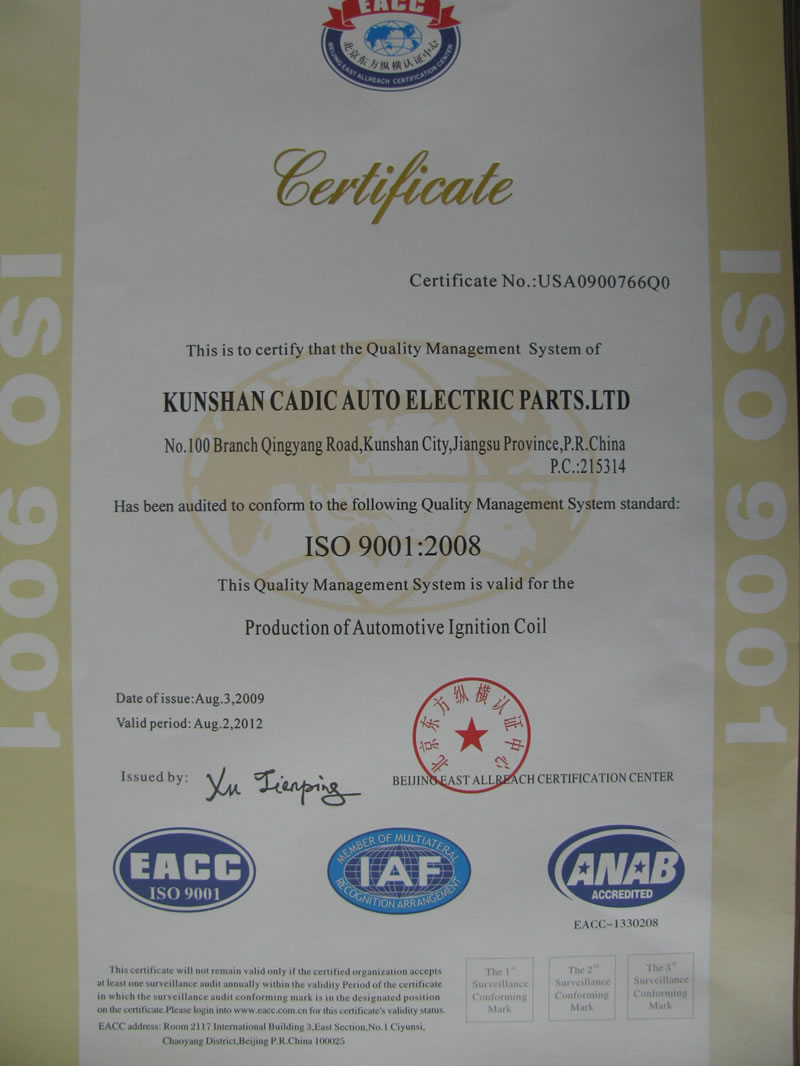 EACC
北京东方纵横认证中心
BEIJING EAST ALLREACH CERTIFICATION CENTER
Certificate
Certificate No.:USA0900766Q0
This is to certify that the Quality Management System of
KUNSHAN CADIC AUTO ELECTRIC PARTS.LTD
No.100 Branch Qingyang Road,Kunshan City,Jiangsu Province,P.R.China
P.C.:215314
Has been audited to conform to the following Quality Management System standard:
ISO 9001:2008
This Quality Management System is valid for the
Production of Automotive Ignition Coil
ISO 9001
ISO 9001
Date of issue:Aug.3,2009
Valid period: Aug.2,2012
北京东方纵横认证中心
Issued by: Xu Tienping
BEIJING EAST ALLREACH CERTIFICATION CENTER
EACC
ISO 9001
MEMBER OF MULTIATERAL
IAF
RECOGNITION ARRANGEMENT
ANAB
ACCREDITED
EACC-1330208
This certificate will not remain valid only if the certified organization accepts
at least one surveillance audit annually within the validity Period of the certificate
in which the surveillance audit conforming mark is in the designated position
on the certificate.Please login into www.eacc.com.cn for this certificate's validity status.
EACC address: Room 2117 International Building 3,East Section,No.1 Ciyunsi,
Chaoyang District,Beijing P.R.China 100025
The 1st
Surveillance
Conforming
Mark
The 2nd
Surveillance
Conforming
Mark
The 3rd
Surveillance
Conforming
Mark